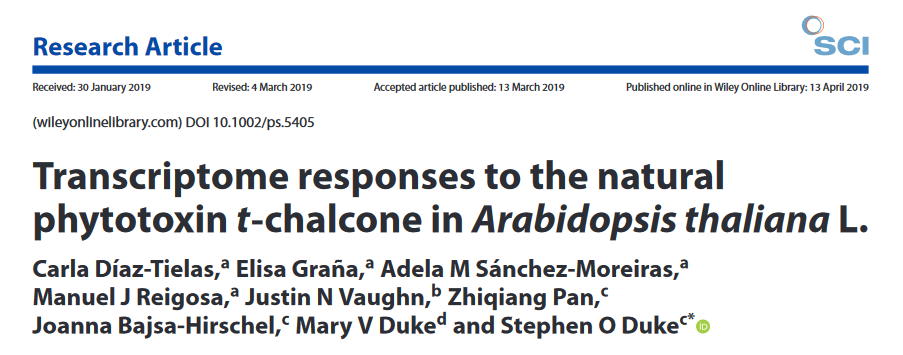 SCI
Research Article
Received: 30 January 2019 Revised: 4 March 2019 Accepted article published: 13 March 2019 Published online in Wiley Online Library: 13 April 2019
(wileyonlinelibrary.com) DOI 10.1002/ps.5405
Transcriptome responses to the natural
phytotoxin t-chalcone in Arabidopsis thaliana L.
Carla Díaz-Tielas,a Elisa Graña,a Adela M Sánchez-Moreiras,a
Manuel J Reigosa,a Justin N Vaughn,b Zhiqiang Pan,c
Joanna Bajsa-Hirschel,c Mary V Duked and Stephen O Dukec* iD